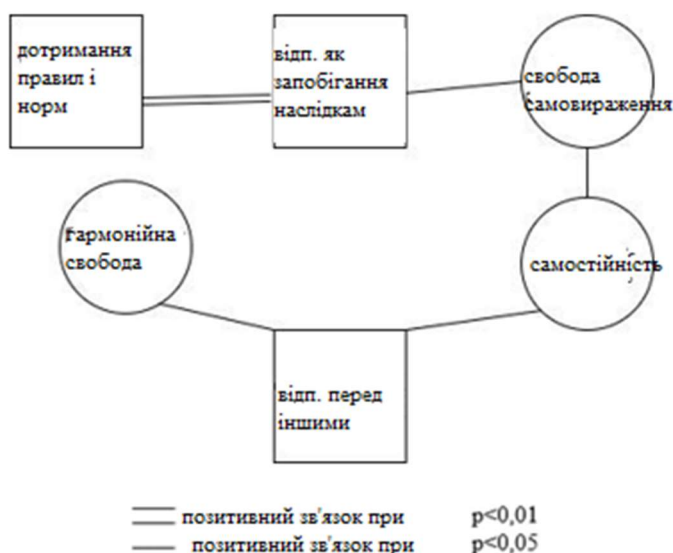 дотримання
правил і
норм
відп. як
запобігання
наслідкам
свобода
самовираження
гармонійна
свобода
самостійність
відп. перед
іншими
позитивний зв'язок при p<0,01
позитивний зв'язок при p<0,05